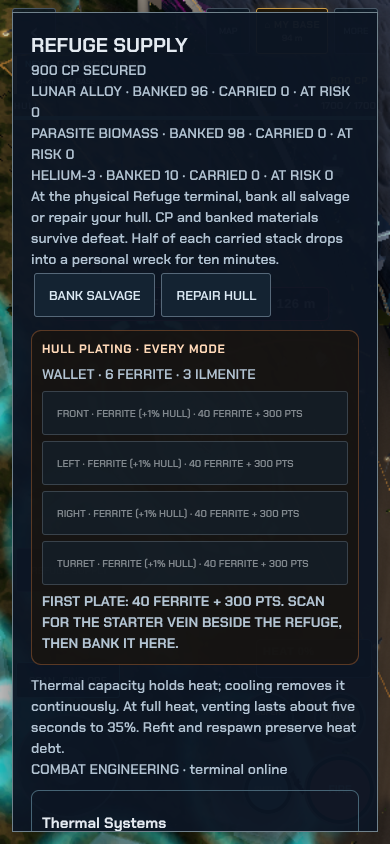 REFUGE SUPPLY
900 CP SECURED
LUNAR ALLOY · BANKED 96 · CARRIED 0 · AT RISK
0
PARASITE BIOMASS · BANKED 98 · CARRIED 0 · AT
RISK 0
HELIUM-3 · BANKED 10 · CARRIED 0 · AT RISK 0
At the physical Refuge terminal, bank all salvage
or repair your hull. CP and banked materials
survive defeat. Half of each carried stack drops
into a personal wreck for ten minutes.
BANK SALVAGE REPAIR HULL
HULL PLATING · EVERY MODE
WALLET · 6 FERRITE · 3 ILMENITE
FRONT · FERRITE (+1% HULL) · 40 FERRITE + 300 PTS
LEFT · FERRITE (+1% HULL) · 40 FERRITE + 300 PTS
RIGHT · FERRITE (+1% HULL) · 40 FERRITE + 300 PTS
TURRET · FERRITE (+1% HULL) · 40 FERRITE + 300 PTS
FIRST PLATE: 40 FERRITE + 300 PTS. SCAN
FOR THE STARTER VEIN BESIDE THE REFUGE,
THEN BANK IT HERE.
Thermal capacity holds heat; cooling removes it
continuously. At full heat, venting lasts about five
seconds to 35%. Refit and respawn preserve heat
debt.
COMBAT ENGINEERING · terminal online
Thermal Systems